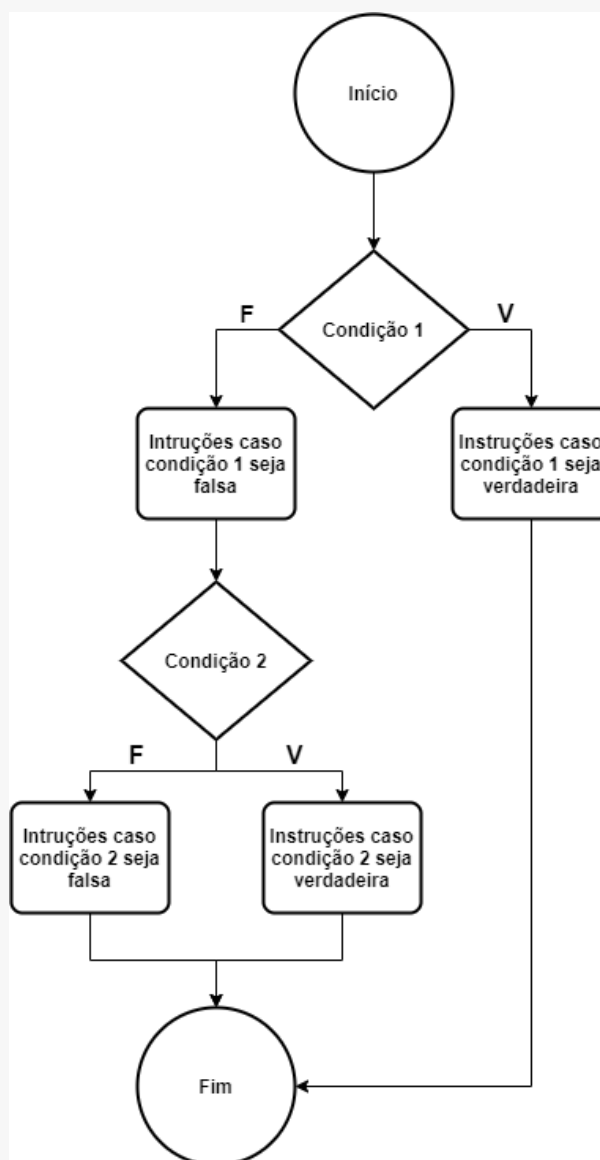 Início
Condição 1
F
V
Intruções caso
condição 1 seja
falsa
Instruções caso
condição 1 seja
verdadeira
Condição 2
F
V
Intruções caso
condição 2 seja
falsa
Instruções caso
condição 2 seja
verdadeira
Fim